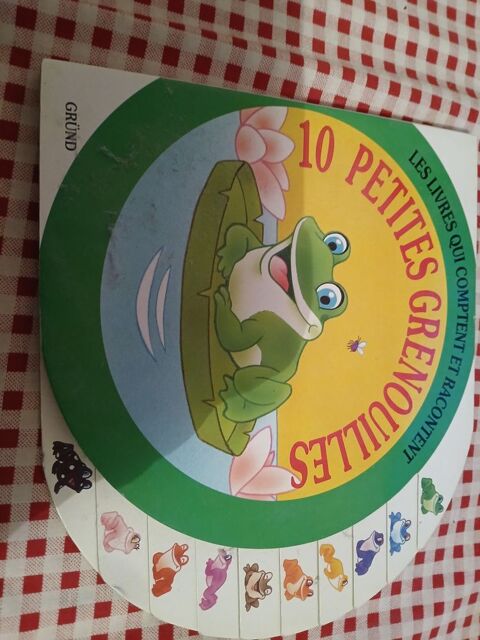 LES LIVRES QUI COMPTENT ET RACONTENT
10 PETITES GRENOUILLES
GRÜND